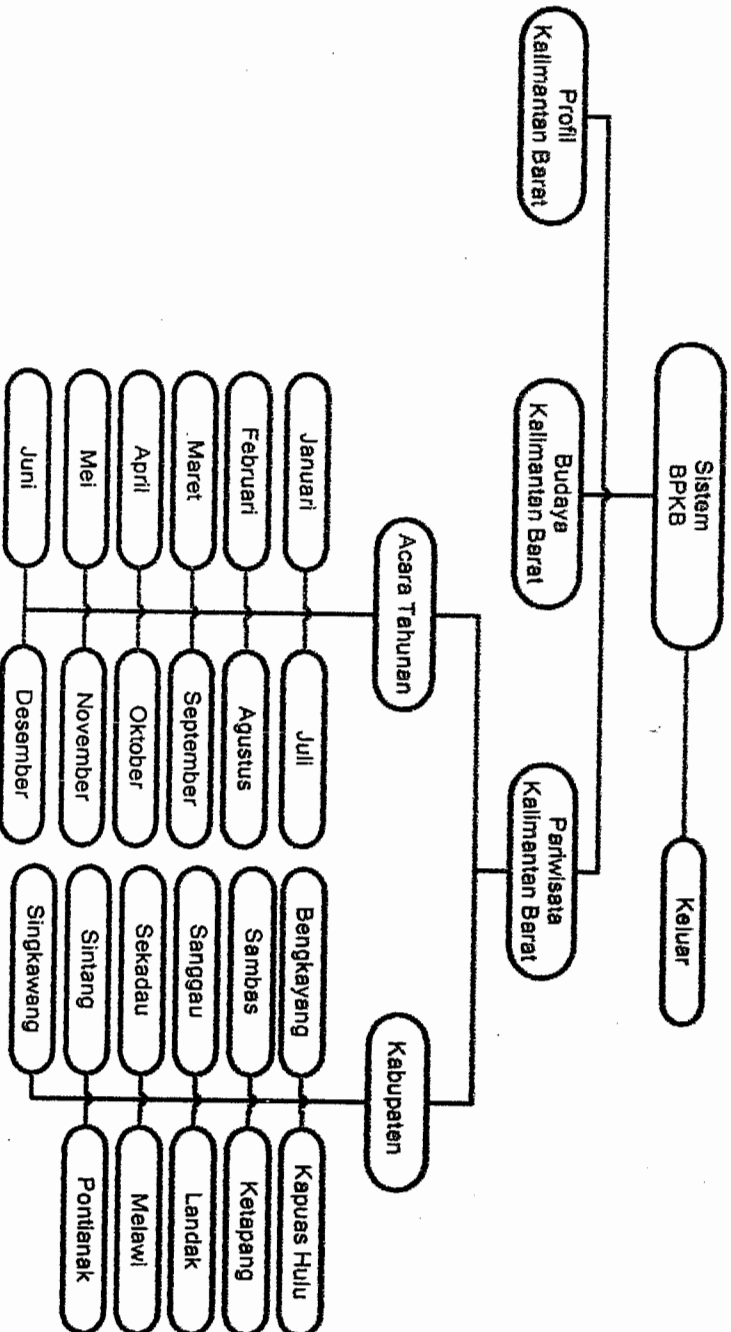 Sistem
BPKB
Keluar
Profil
Kalimantan Barat
Budaya
Kalimantan Barat
Pariwisata
Kalimantan Barat
Acara Tahunan
Kabupaten
Januari
Juli
Bengkayang
Kapuas Hulu
Februari
Agustus
Sambas
Ketapang
Maret
September
Sanggau
Landak
April
Oktober
Sekadau
Melawi
Mei
November
Sintang
Pontianak
Juni
Desember
Singkawang